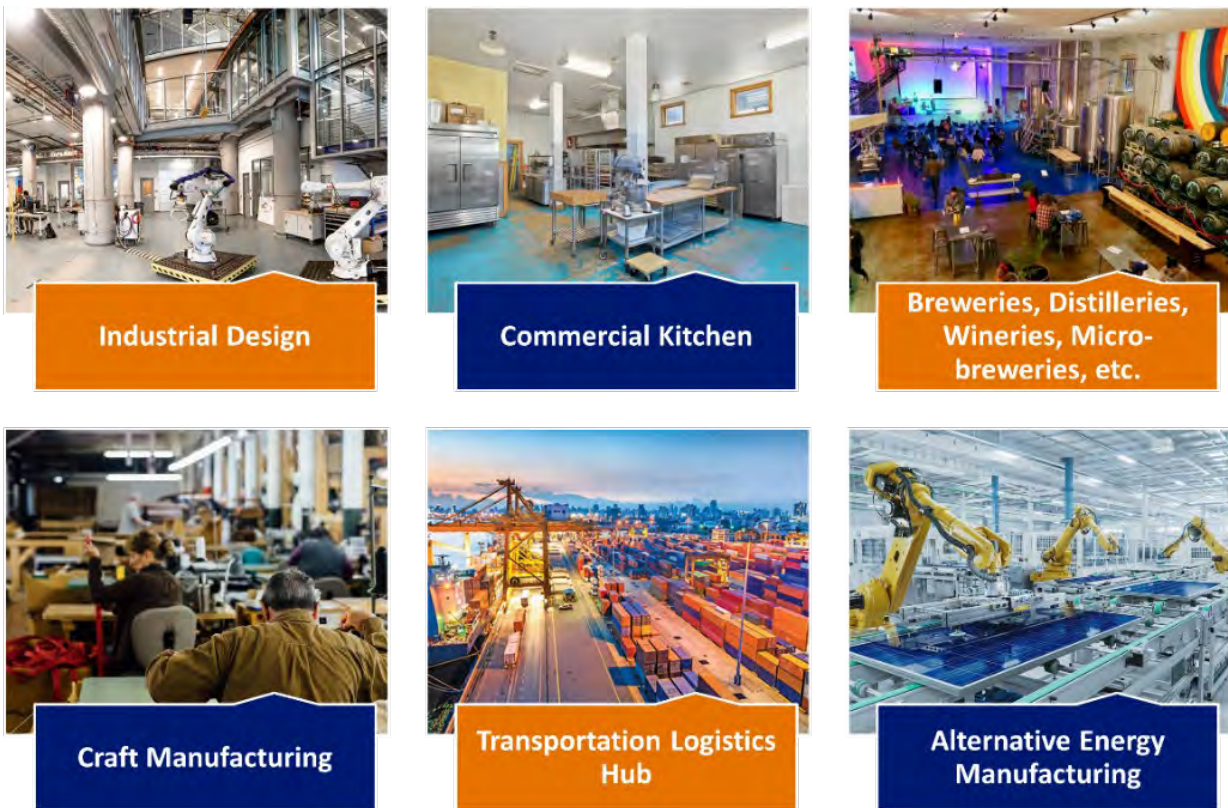 Industrial Design
Commercial Kitchen
Breweries, Distilleries,
Wineries, Micro-
breweries, etc.
Craft Manufacturing
Transportation Logistics
Hub
Alternative Energy
Manufacturing